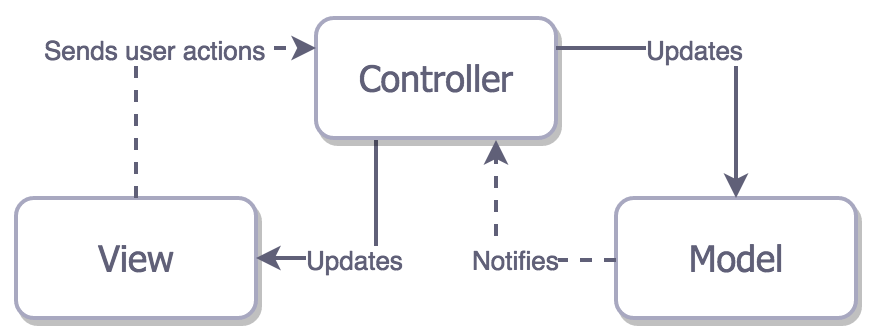 Sends user actions
Controller
Updates
View
Updates
Notifies
Model